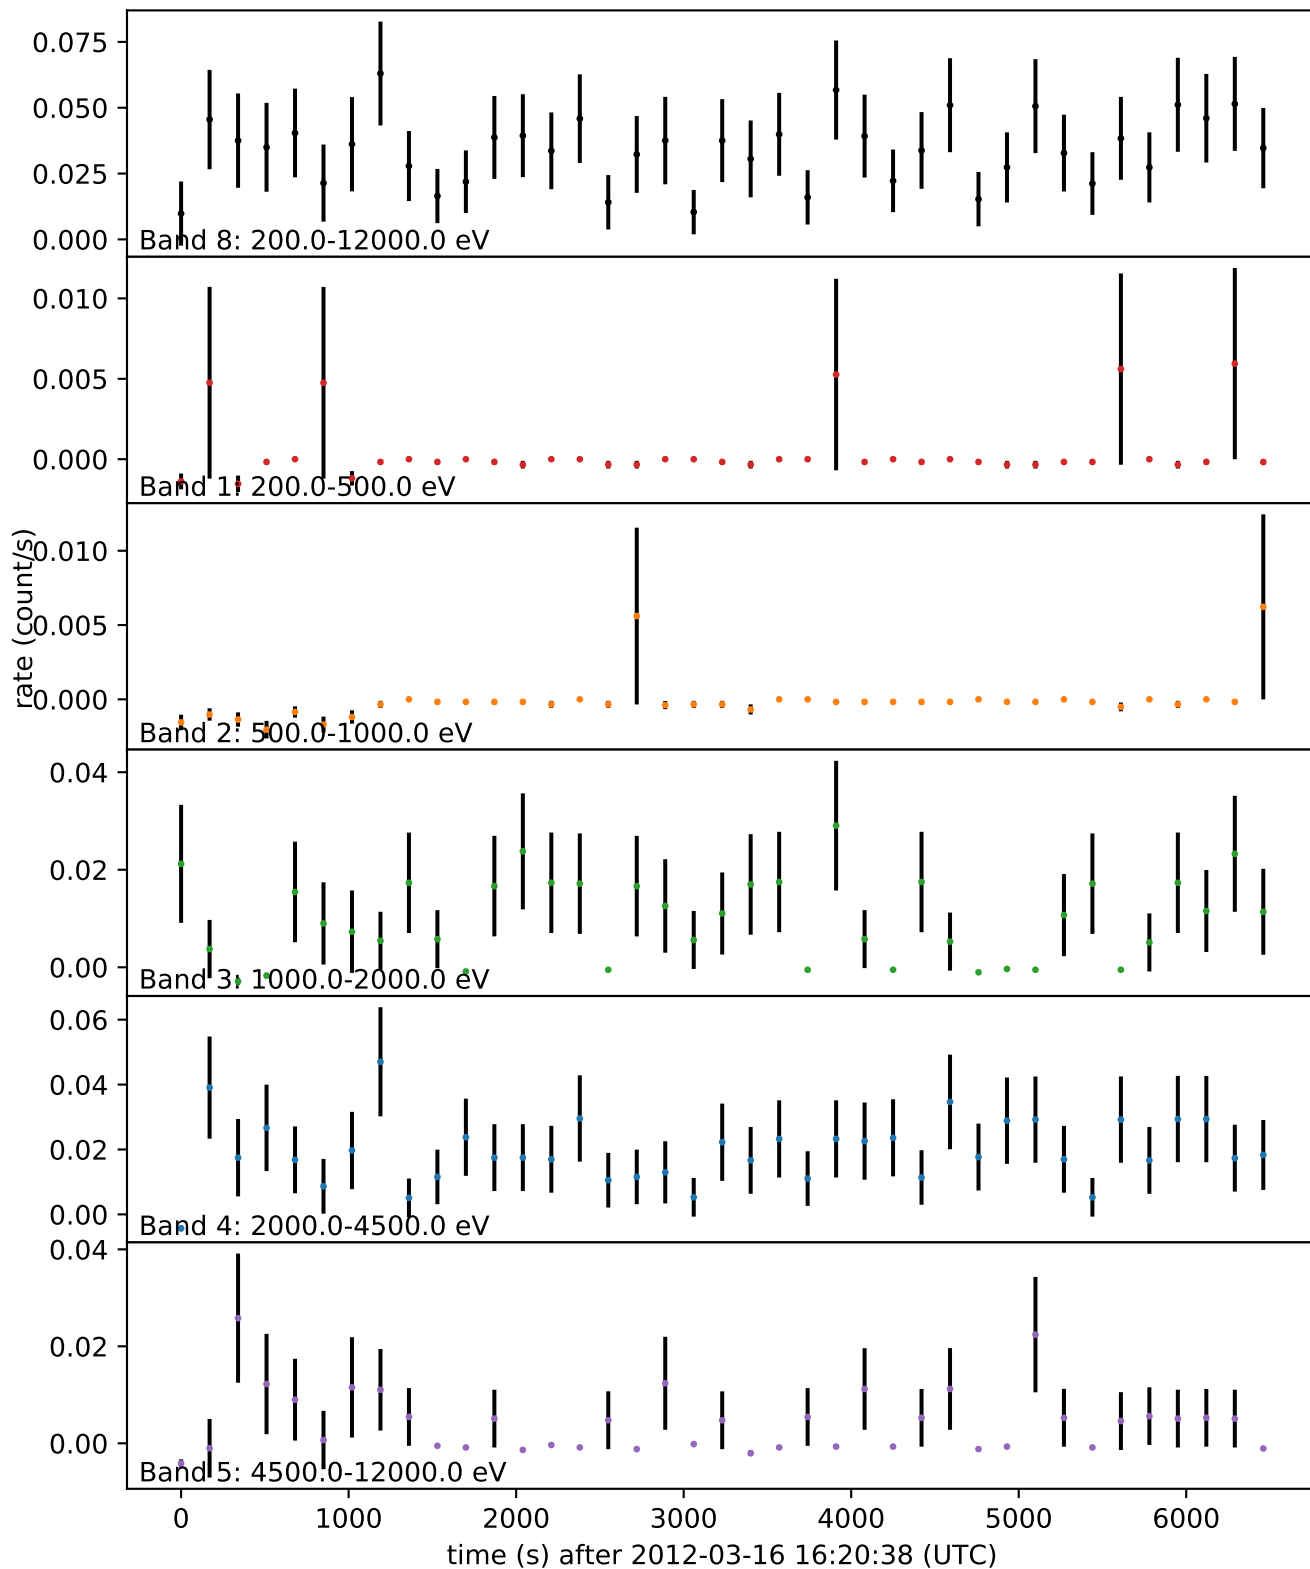 0.075
0.050
0.025
0.000
Band 8: 200.0-12000.0 eV
0.010
0.005
0.000
Band 1: 200.0-500.0 eV
rate (count/s)
0.010
0.005
0.000
Band 2: 500.0-1000.0 eV
0.04
0.02
0.00
Band 3: 1000.0-2000.0 eV
0.06
0.04
0.02
0.00
Band 4: 2000.0-4500.0 eV
0.04
0.02
0.00
Band 5: 4500.0-12000.0 eV
0 1000 2000 3000 4000 5000 6000
time (s) after 2012-03-16 16:20:38 (UTC)